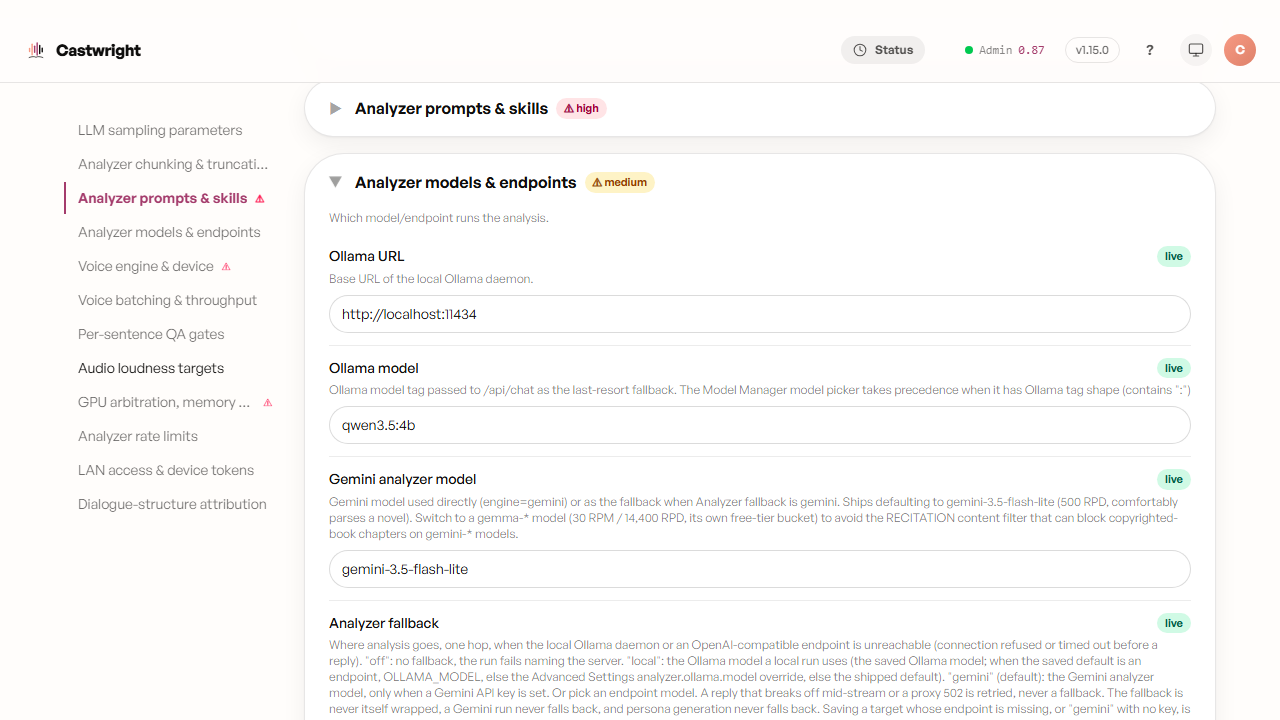 Castwright
Status
Admin 0.87
v1.15.0
?
C
LLM sampling parameters
Analyzer chunking & truncati...
Analyzer prompts & skills
Analyzer models & endpoints
Voice engine & device
Voice batching & throughput
Per-sentence QA gates
Audio loudness targets
GPU arbitration, memory ...
Analyzer rate limits
LAN access & device tokens
Dialogue-structure attribution
Analyzer prompts & skills
high
Analyzer models & endpoints
medium
Which model/endpoint runs the analysis.
Ollama URL
live
Base URL of the local Ollama daemon.
http://localhost:11434
Ollama model
live
Ollama model tag passed to /api/chat as the last-resort fallback. The Model Manager model picker takes precedence when it has Ollama tag shape (contains ":")
qwen3.5:4b
Gemini analyzer model
live
Gemini model used directly (engine=gemini) or as the fallback when Analyzer fallback is gemini. Ships defaulting to gemini-3.5-flash-lite (500 RPD, comfortably
parses a novel). Switch to a gemma-* model (30 RPM / 14,400 RPD, its own free-tier bucket) to avoid the RECITATION content filter that can block copyrighted-
book chapters on gemini-* models.
gemini-3.5-flash-lite
Analyzer fallback
live
Where analysis goes, one hop, when the local Ollama daemon or an OpenAI-compatible endpoint is unreachable (connection refused or timed out before a
reply). "off": no fallback, the run fails naming the server. "local": the Ollama model a local run uses (the saved Ollama model; when the saved default is an
endpoint, OLLAMA_MODEL, else the Advanced Settings analyzer.ollama.model override, else the shipped default). "gemini" (default): the Gemini analyzer
model, only when a Gemini API key is set. Or pick an endpoint model. A reply that breaks off mid-stream or a proxy 502 is retried, never a fallback. The fallback is
never itself wrapped, a Gemini run never falls back, and persona generation never falls back. Saving a target whose endpoint is missing, or "gemini" with no key, is